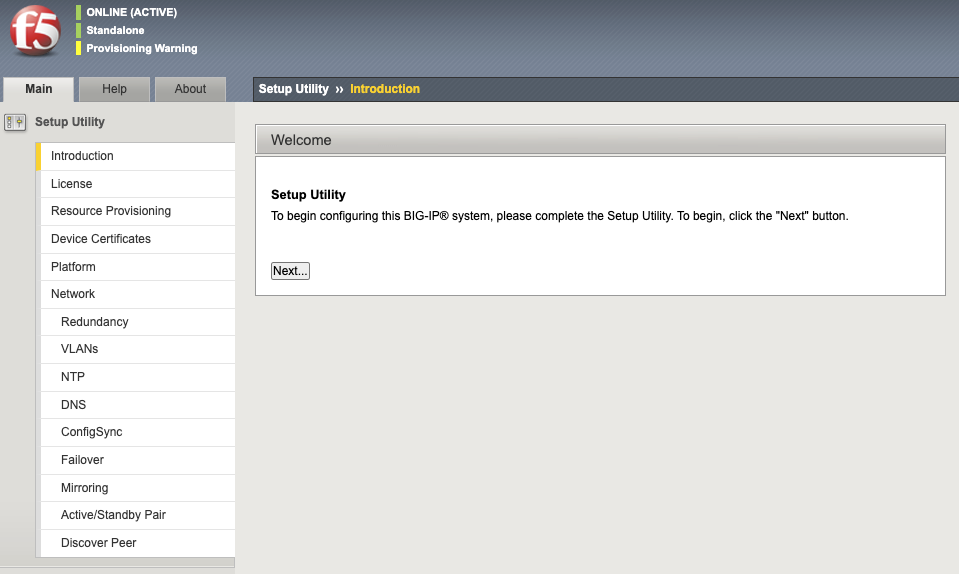 f5
ONLINE (ACTIVE)
Standalone
Provisioning Warning
Main
Help
About
Setup Utility ›› Introduction
Setup Utility
Introduction
License
Resource Provisioning
Device Certificates
Platform
Network
Redundancy
VLANs
NTP
DNS
ConfigSync
Failover
Mirroring
Active/Standby Pair
Discover Peer
Welcome
Setup Utility
To begin configuring this BIG-IP® system, please complete the Setup Utility. To begin, click the "Next" button.
Next...